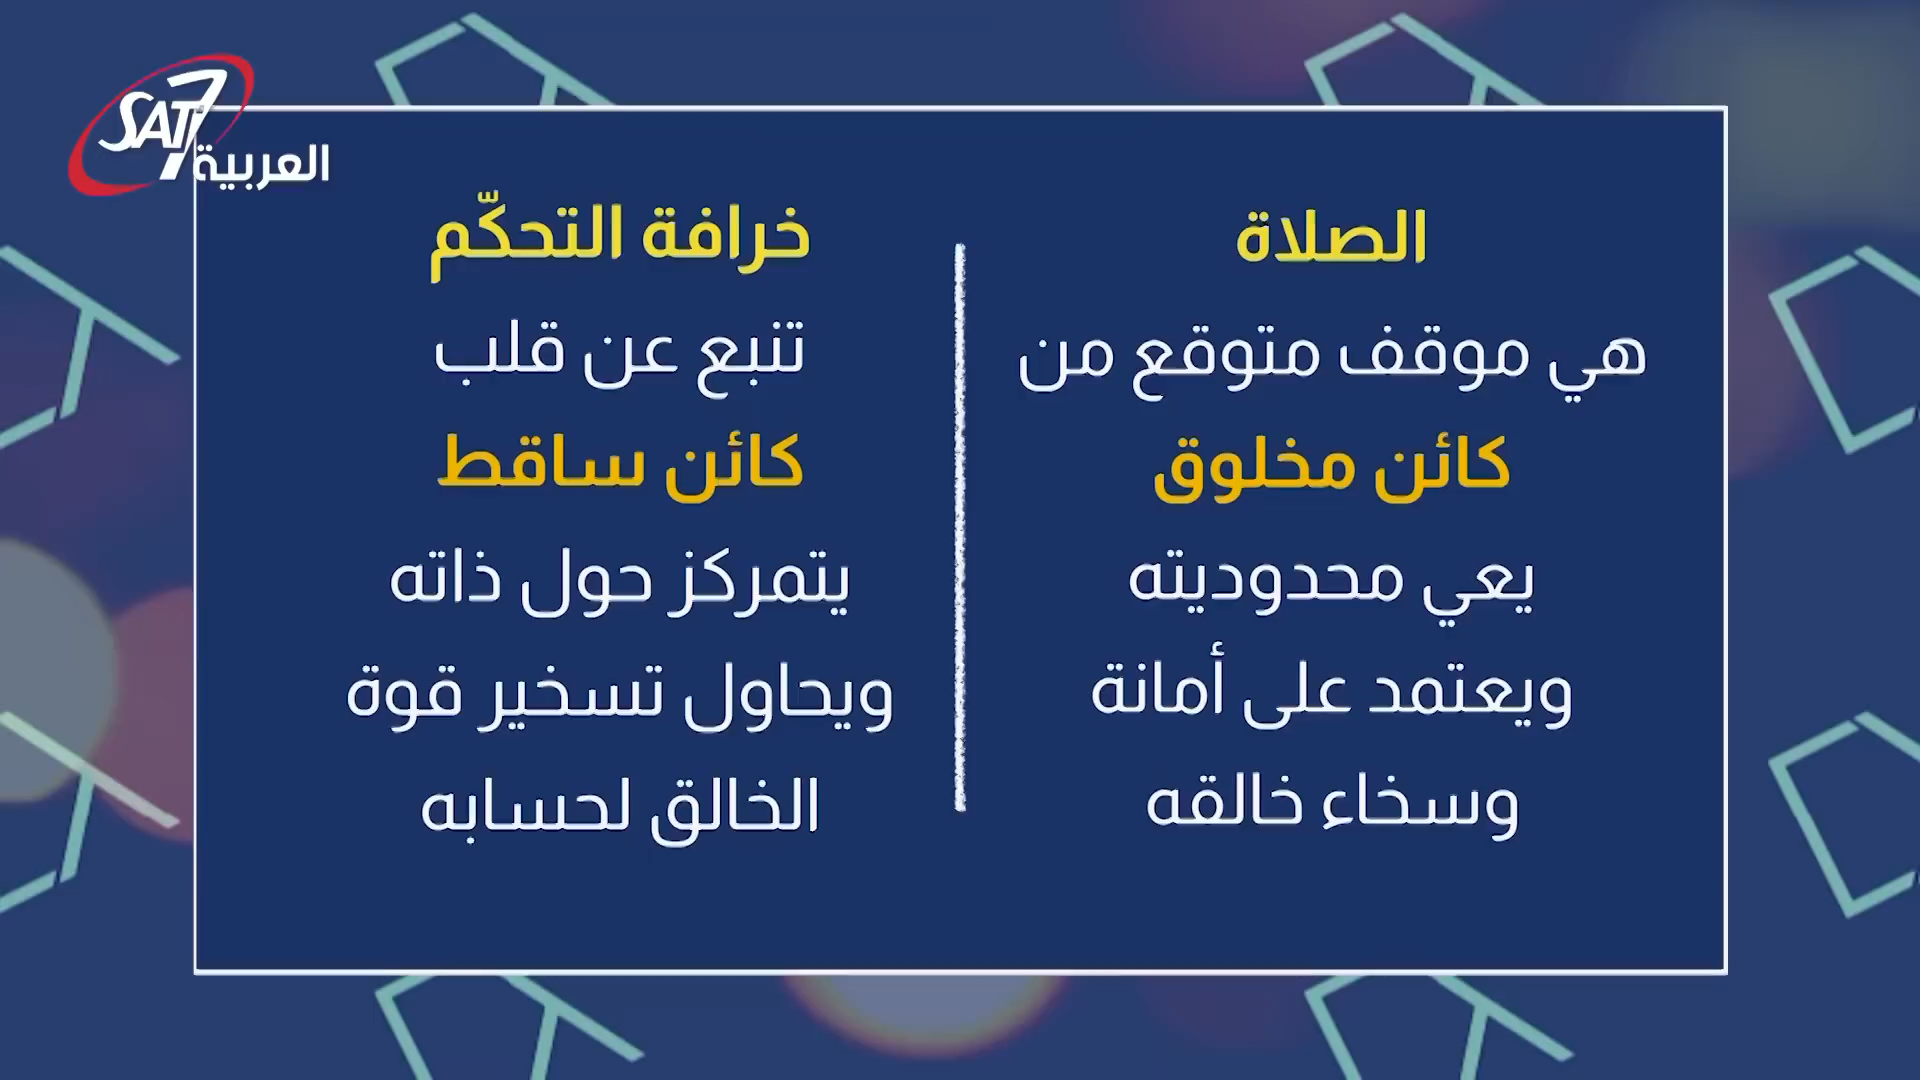 SAT7
العربية
الصلاة
هي موقف متوقع من
كائن مخلوق
يعي محدوديته
ويعتمد على أمانة
وسخاء خالقه
خرافة التحكّم
تنبع عن قلب
كائن ساقط
يتمركز حول ذاته
ويحاول تسخير قوة
الخالق لحسابه